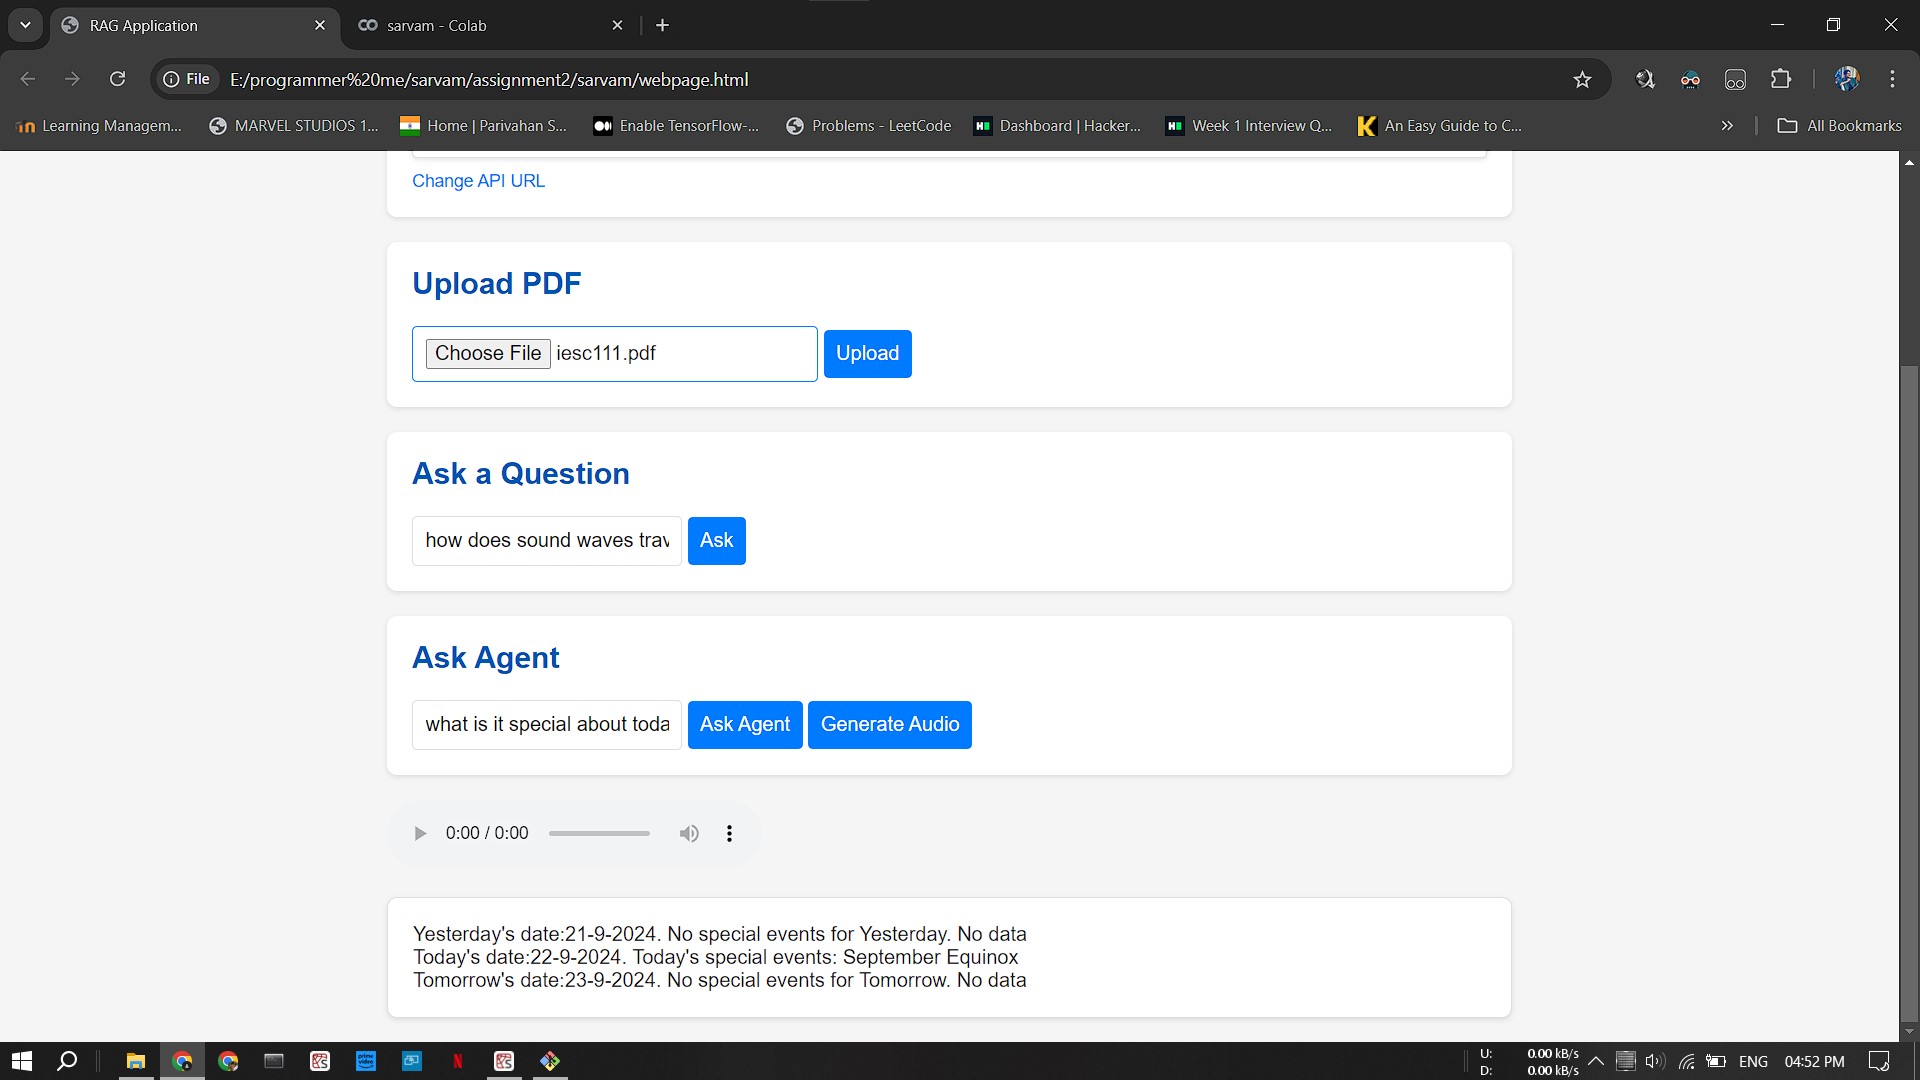 RAG Application
sarvam - Colab
File
E:/programmer%20me/sarvam/assignment2/sarvam/webpage.html
Learning Managem...
MARVEL STUDIOS 1...
Home | Parivahan S...
Enable TensorFlow-...
Problems - LeetCode
Dashboard | Hacker...
Week 1 Interview Q...
An Easy Guide to C...
All Bookmarks
Change API URL
Upload PDF
Choose File iesc111.pdf
Upload
Ask a Question
how does sound waves trav
Ask
Ask Agent
what is it special about toda
Ask Agent
Generate Audio
0:00 / 0:00
Yesterday's date:21-9-2024. No special events for Yesterday. No data
Today's date:22-9-2024. Today's special events: September Equinox
Tomorrow's date:23-9-2024. No special events for Tomorrow. No data
U: 0.00 kB/s
D: 0.00 kB/s
ENG
04:52 PM